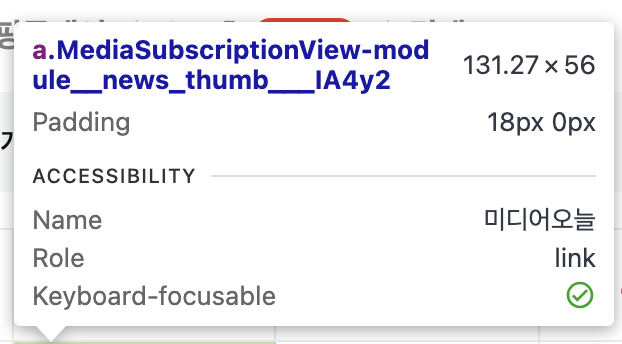 a.MediaSubscriptionView-mod
ule__news_thumb___IA4y2
131.27 × 56
Padding
18px 0px
ACCESSIBILITY
Name
미디어오늘
Role
link
Keyboard-focusable